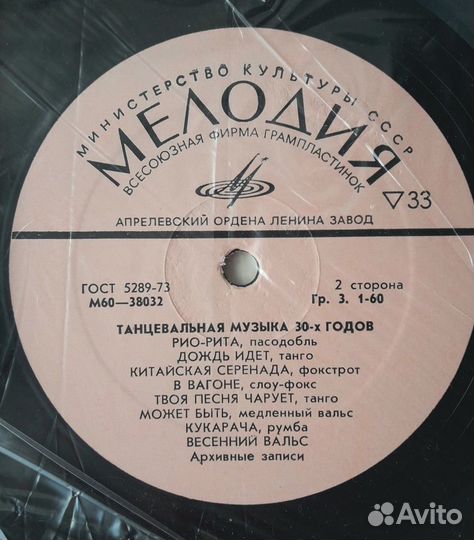 МИНИСТЕРСТВО КУЛЬТУРЫ СССР
МЕЛОДИЯ
ВСЕСОЮЗНАЯ ФИРМА ГРАМПЛАСТИНОК
▽33
АПРЕЛЕВСКИЙ ОРДЕНА ЛЕНИНА ЗАВОД
ГОСТ 5289-73
М60—38032
2 сторона
Гр. 3. 1-60
ТАНЦЕВАЛЬНАЯ МУЗЫКА 30-х ГОДОВ
РИО-РИТА, пасодобль
ДОЖДЬ ИДЕТ, танго
КИТАЙСКАЯ СЕРЕНАДА, фокстрот
В ВАГОНЕ, слоу-фокс
ТВОЯ ПЕСНЯ ЧАРУЕТ, танго
МОЖЕТ БЫТЬ, медленный вальс
КУКАРАЧА, румба
ВЕСЕННИЙ ВАЛЬС
Архивные записи
Avito